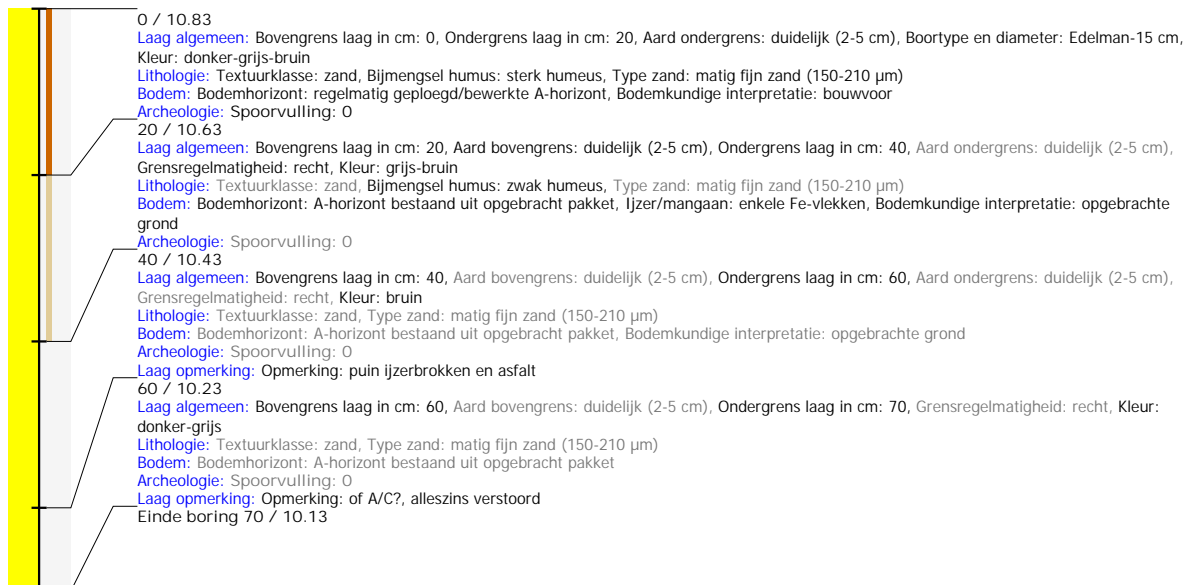 0 / 10.83
Laag algemeen: Bovengrens laag in cm: 0, Ondergrens laag in cm: 20, Aard ondergrens: duidelijk (2-5 cm), Boortype en diameter: Edelman-15 cm,
Kleur: donker-grijs-bruin
Lithologie: Textuurklasse: zand, Bijmengsel humus: sterk humeus, Type zand: matig fijn zand (150-210 µm)
Bodem: Bodemhorizont: regelmatig geploegd/bewerkte A-horizont, Bodemkundige interpretatie: bouwvoor
Archeologie: Spoorvulling: 0
20 / 10.63
Laag algemeen: Bovengrens laag in cm: 20, Aard bovengrens: duidelijk (2-5 cm), Ondergrens laag in cm: 40, Aard ondergrens: duidelijk (2-5 cm),
Grensregelmatigheid: recht, Kleur: grijs-bruin
Lithologie: Textuurklasse: zand, Bijmengsel humus: zwak humeus, Type zand: matig fijn zand (150-210 µm)
Bodem: Bodemhorizont: A-horizont bestaand uit opgebracht pakket, Ijzer/mangaan: enkele Fe-vlekken, Bodemkundige interpretatie: opgebrachte
grond
Archeologie: Spoorvulling: 0
40 / 10.43
Laag algemeen: Bovengrens laag in cm: 40, Aard bovengrens: duidelijk (2-5 cm), Ondergrens laag in cm: 60, Aard ondergrens: duidelijk (2-5 cm),
Grensregelmatigheid: recht, Kleur: bruin
Lithologie: Textuurklasse: zand, Type zand: matig fijn zand (150-210 µm)
Bodem: Bodemhorizont: A-horizont bestaand uit opgebracht pakket, Bodemkundige interpretatie: opgebrachte grond
Archeologie: Spoorvulling: 0
Laag opmerking: Opmerking: puin ijzerbrokken en asfalt
60 / 10.23
Laag algemeen: Bovengrens laag in cm: 60, Aard bovengrens: duidelijk (2-5 cm), Ondergrens laag in cm: 70, Grensregelmatigheid: recht, Kleur:
donker-grijs
Lithologie: Textuurklasse: zand, Type zand: matig fijn zand (150-210 µm)
Bodem: Bodemhorizont: A-horizont bestaand uit opgebracht pakket
Archeologie: Spoorvulling: 0
Laag opmerking: Opmerking: of A/C?, alleszins verstoord
Einde boring 70 / 10.13